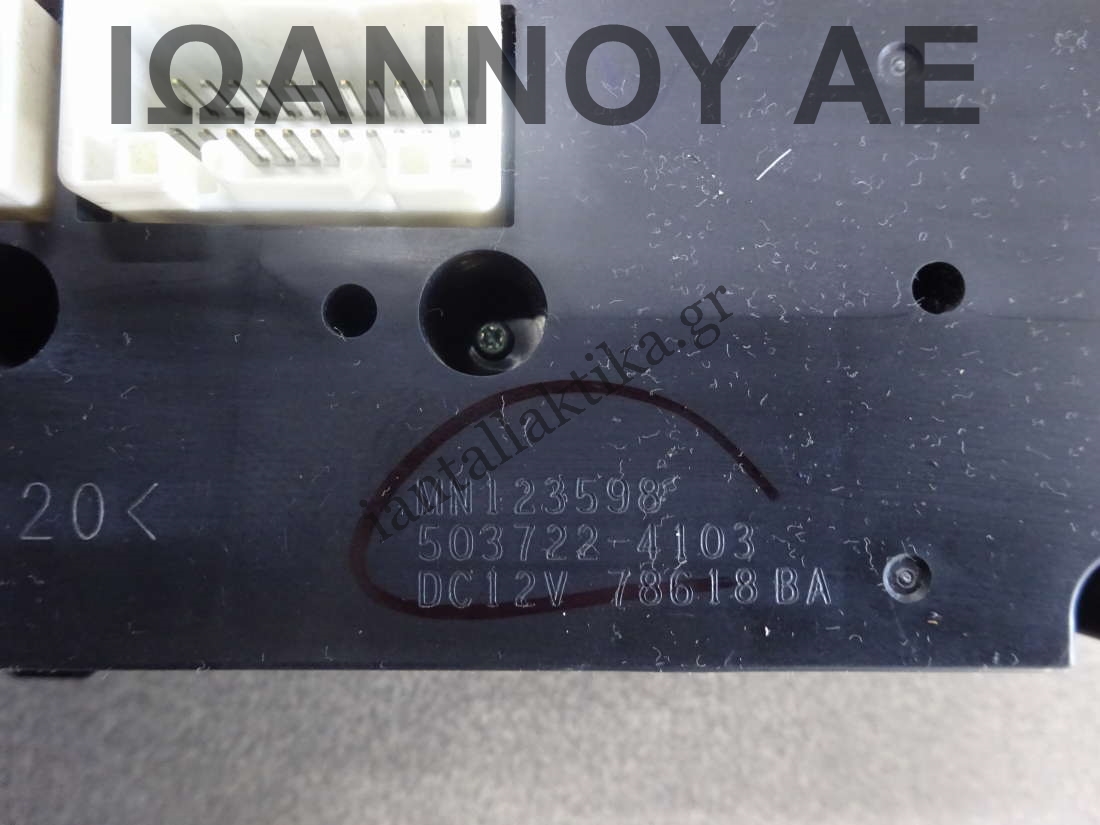 ΙΩΑΝΝΟΥ ΑΕ
iantaliaktika.gr
20<
MN123598
503722-4103
DC12V 78618BA